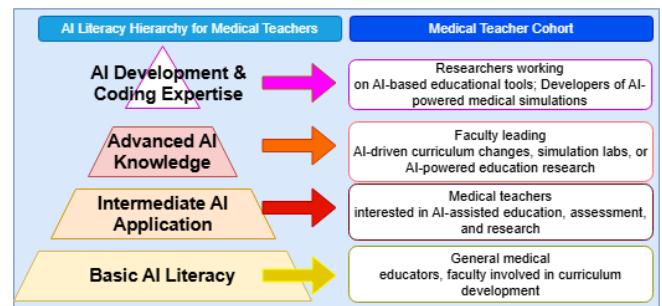 AI Literacy Hierarchy for Medical Teachers
Medical Teacher Cohort
AI Development &
Coding Expertise
Researchers working
on AI-based educational tools; Developers of AI-
powered medical simulations
Advanced AI
Knowledge
Faculty leading
AI-driven curriculum changes, simulation labs, or
AI-powered education research
Intermediate AI
Application
Medical teachers
interested in AI-assisted education, assessment,
and research
Basic AI Literacy
General medical
educators, faculty involved in curriculum
development